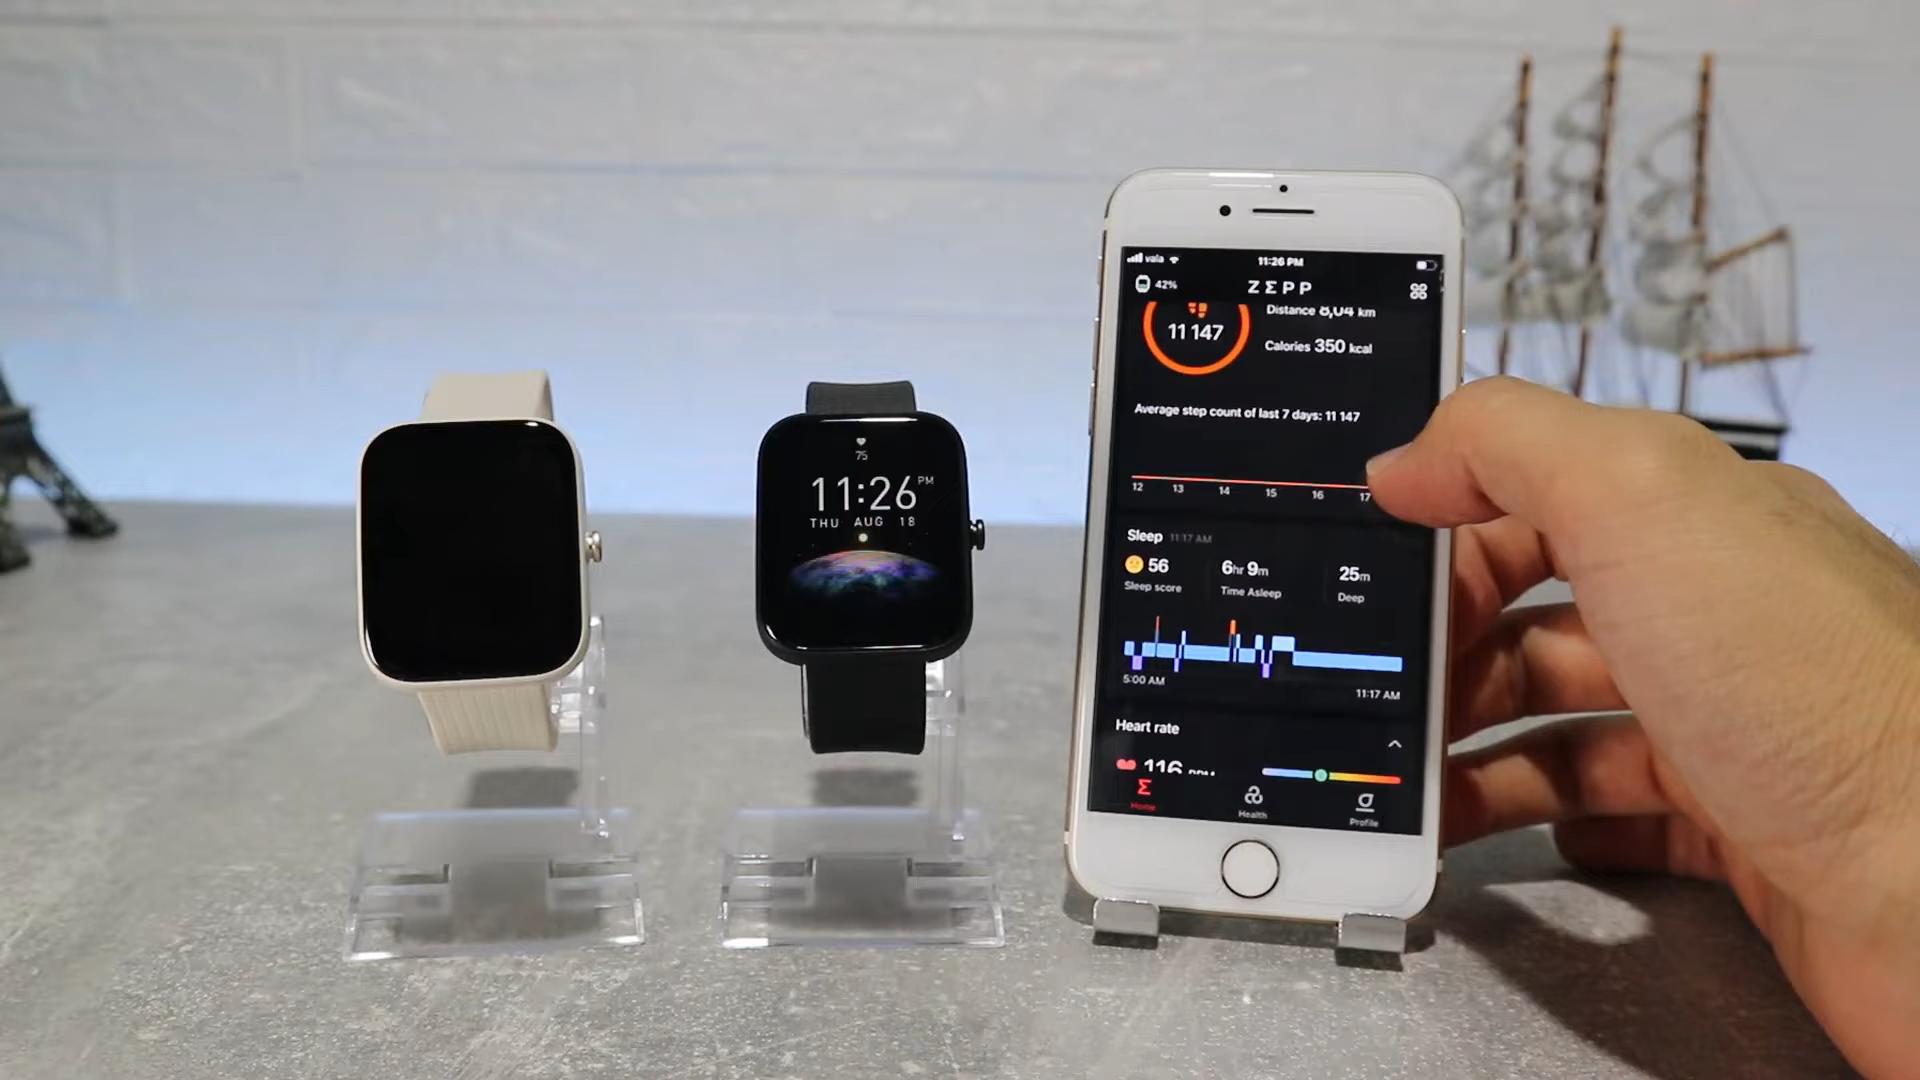 75
11:26 PM
THU AUG 18
vala 11:26 PM
42% ZΣPP
11 147
Distance 8,04 km
Calories 350 kcal
Average step count of last 7 days: 11 147
12 13 14 15 16 17
Sleep 11:17 AM
56 6hr 9m 25m
Sleep score Time Asleep Deep
5:00 AM 11:17 AM
Heart rate
116 BPM
Home Health Profile